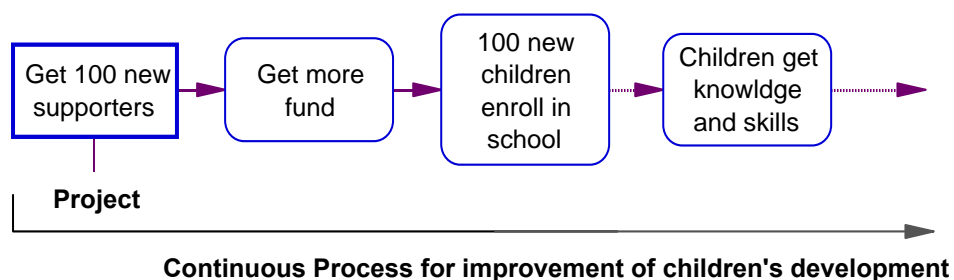 Get 100 new
supporters
Get more
fund
100 new
children
enroll in
school
Children get
knowldge
and skills
Project
Continuous Process for improvement of children's development